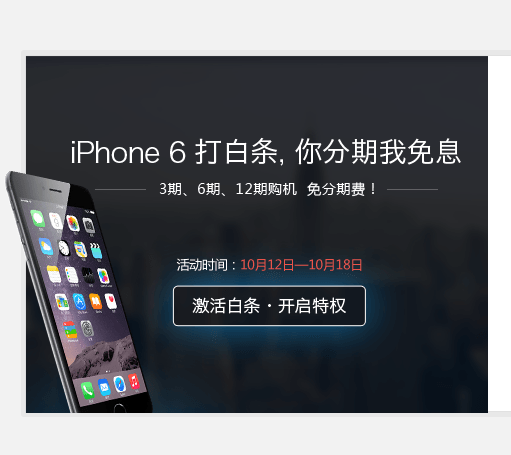 iPhone 6 打白条, 你分期我免息
3期、6期、12期购机 免分期费！
活动时间：10月12日—10月18日
激活白条·开启特权